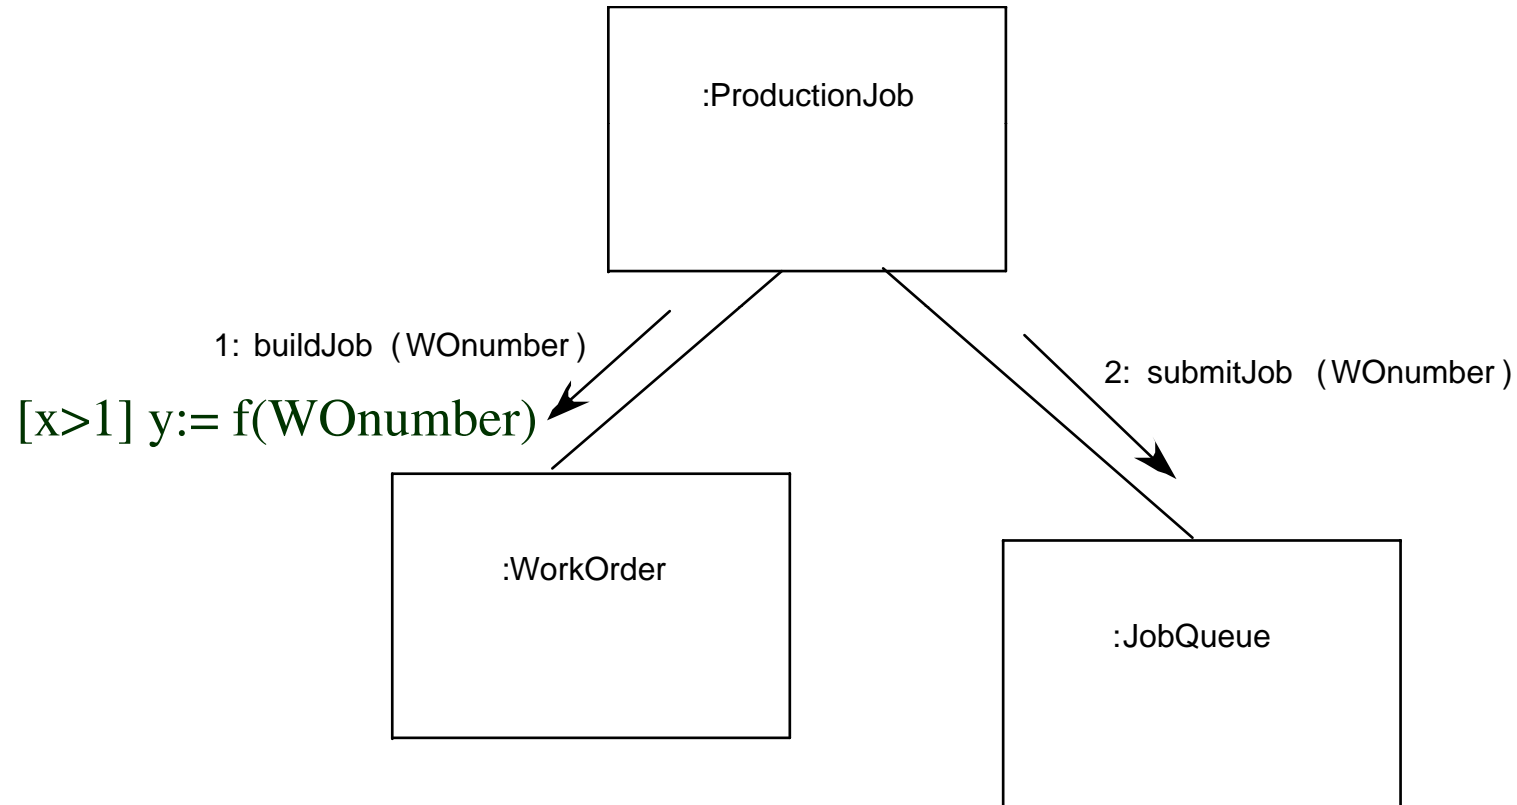 :ProductionJob
1: buildJob (WOnumber)
2: submitJob (WOnumber)
[x>1] y:= f(WOnumber)
:WorkOrder
:JobQueue